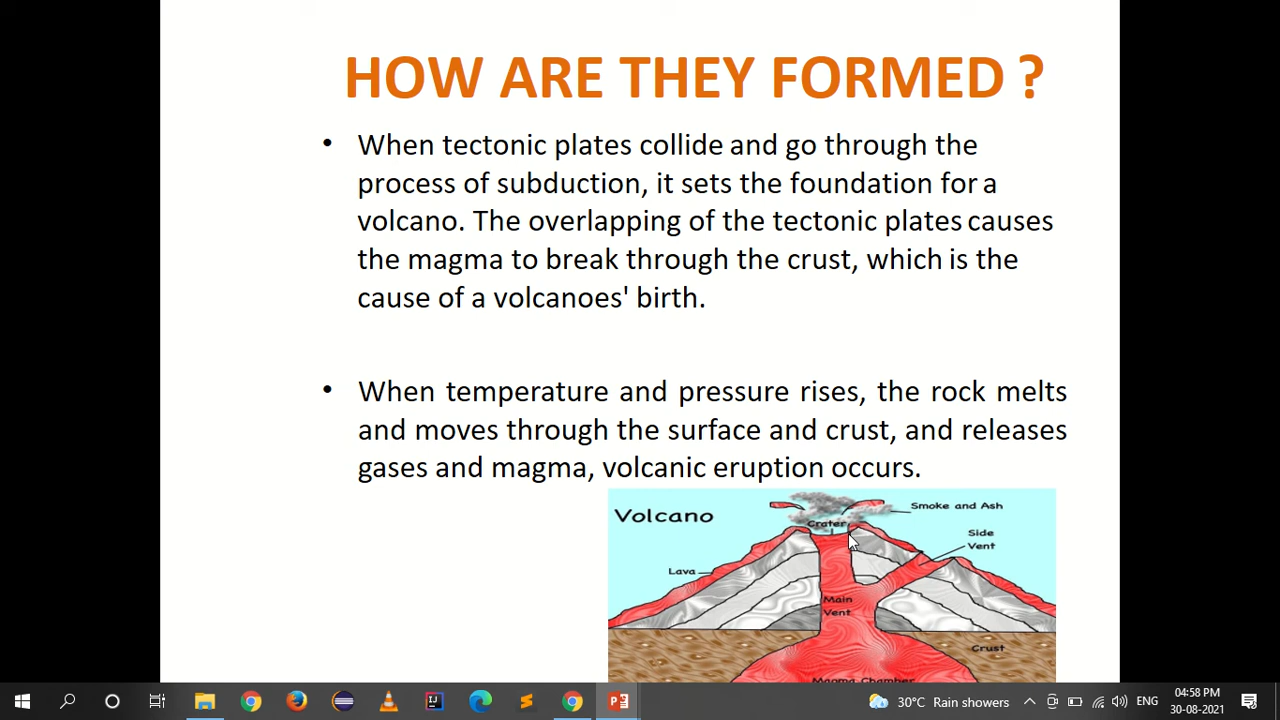 HOW ARE THEY FORMED ?
• When tectonic plates collide and go through the
process of subduction, it sets the foundation for a
volcano. The overlapping of the tectonic plates causes
the magma to break through the crust, which is the
cause of a volcanoes' birth.
• When temperature and pressure rises, the rock melts
and moves through the surface and crust, and releases
gases and magma, volcanic eruption occurs.
Volcano
Smoke and Ash
Crater
Side
Vent
Lava
Main
Vent
Crust
Magma Chamber
30°C Rain showers
ENG
04:58 PM
30-08-2021